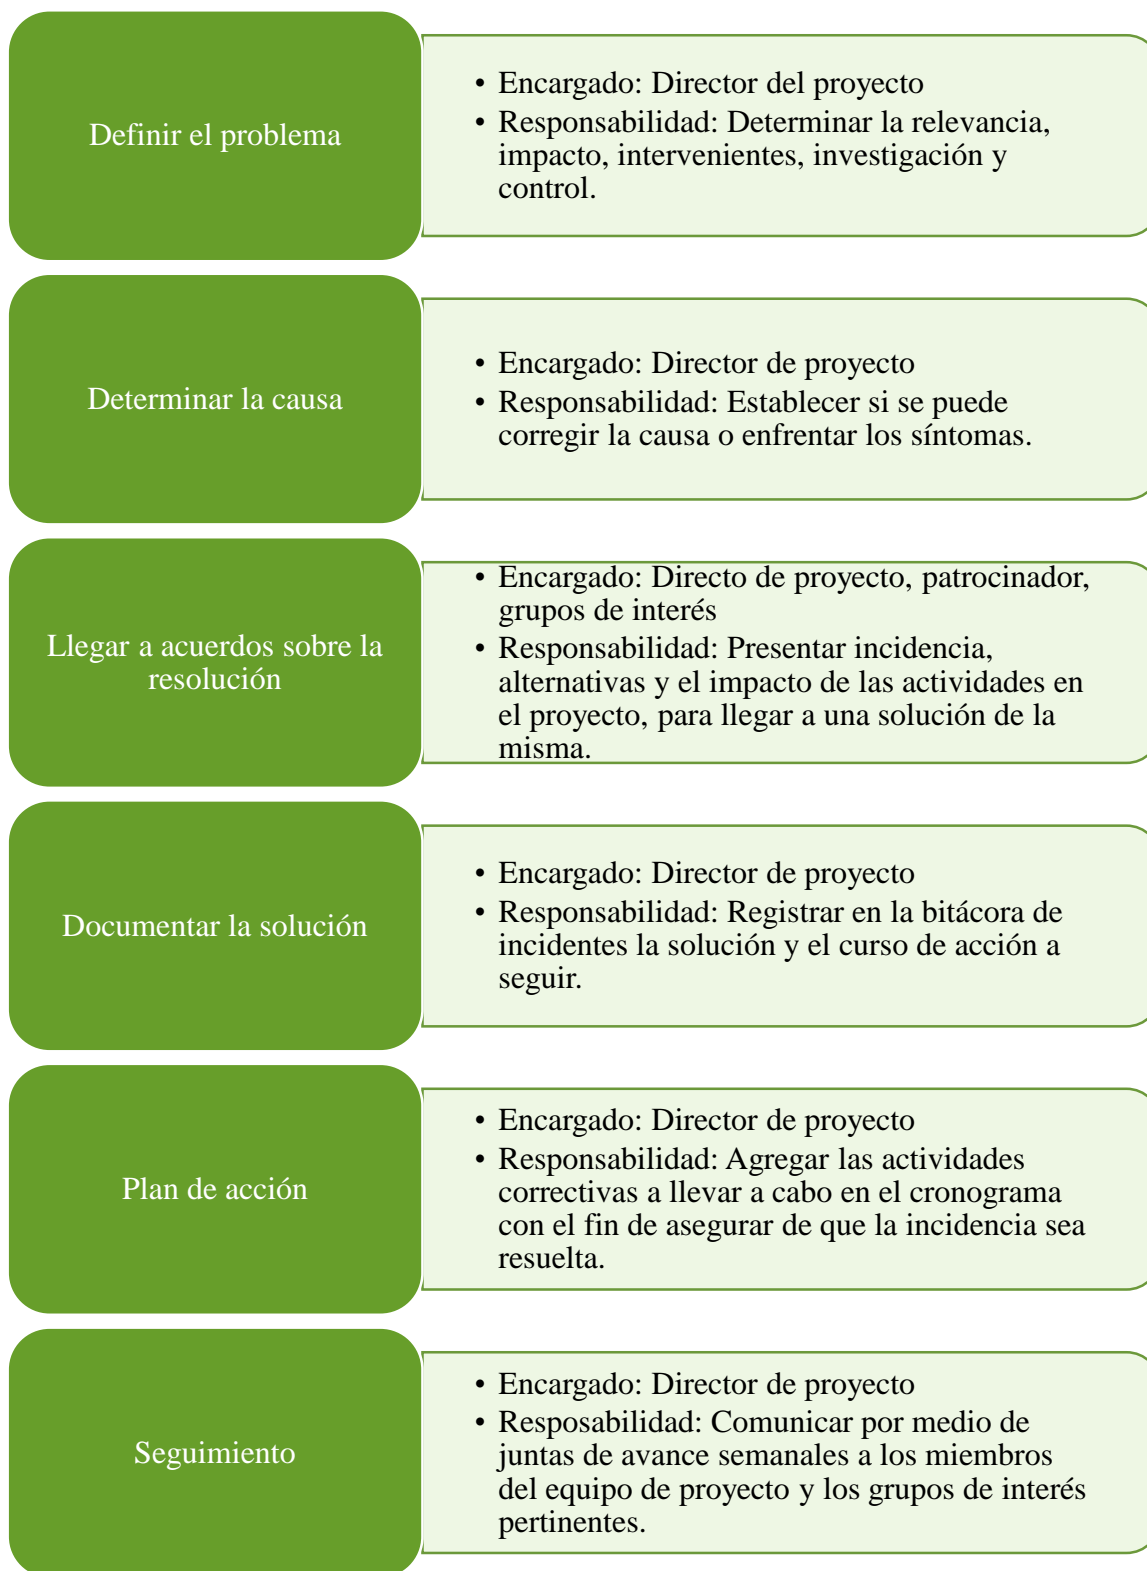 Definir el problema
• Encargado: Director del proyecto
• Responsabilidad: Determinar la relevancia,
impacto, intervenientes, investigación y
control.
Determinar la causa
• Encargado: Director de proyecto
• Responsabilidad: Establecer si se puede
corregir la causa o enfrentar los síntomas.
Llegar a acuerdos sobre la
resolución
• Encargado: Directo de proyecto, patrocinador,
grupos de interés
• Responsabilidad: Presentar incidencia,
alternativas y el impacto de las actividades en
el proyecto, para llegar a una solución de la
misma.
Documentar la solución
• Encargado: Director de proyecto
• Responsabilidad: Registrar en la bitácora de
incidentes la solución y el curso de acción a
seguir.
Plan de acción
• Encargado: Director de proyecto
• Responsabilidad: Agregar las actividades
correctivas a llevar a cabo en el cronograma
con el fin de asegurar de que la incidencia sea
resuelta.
Seguimiento
• Encargado: Director de proyecto
• Resposabilidad: Comunicar por medio de
juntas de avance semanales a los miembros
del equipo de proyecto y los grupos de interés
pertinentes.